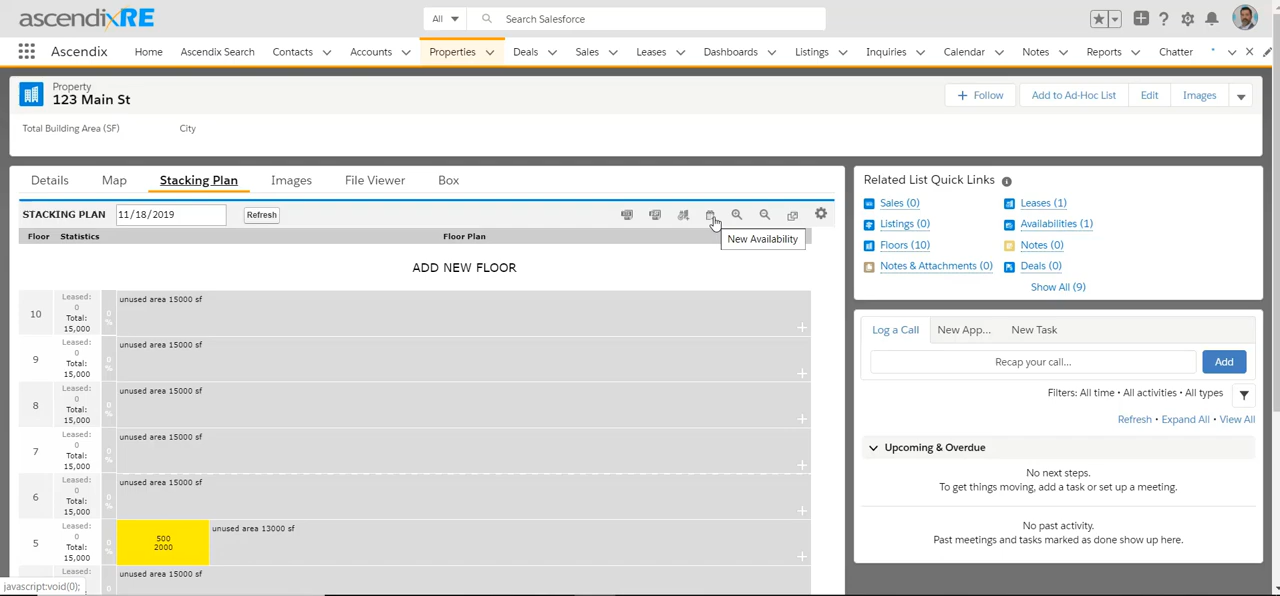 ascendixRE
All
Search Salesforce
Ascendix Home Ascendix Search Contacts Accounts Properties Deals Sales Leases Dashboards Listings Inquiries Calendar Notes Reports Chatter *
Property
123 Main St
+ Follow Add to Ad-Hoc List Edit Images
Total Building Area (SF) City
Details Map Stacking Plan Images File Viewer Box
STACKING PLAN 11/18/2019 Refresh
New Availability
Floor Statistics Floor Plan
ADD NEW FLOOR
10
Leased:
0
Total:
15,000
0
%
unused area 15000 sf
+
9
Leased:
0
Total:
15,000
0
%
unused area 15000 sf
+
8
Leased:
0
Total:
15,000
0
%
unused area 15000 sf
+
7
Leased:
0
Total:
15,000
0
%
unused area 15000 sf
+
6
Leased:
0
Total:
15,000
0
%
unused area 15000 sf
+
5
Leased:
0
Total:
15,000
0
%
500
2000
unused area 13000 sf
+
Leased:
0
unused area 15000 sf
javascript:void(0);
Related List Quick Links
Sales (0) Leases (1)
Listings (0) Availabilities (1)
Floors (10) Notes (0)
Notes & Attachments (0) Deals (0)
Show All (9)
Log a Call New App... New Task
Recap your call... Add
Filters: All time • All activities • All types
Refresh • Expand All • View All
Upcoming & Overdue
No next steps.
To get things moving, add a task or set up a meeting.
No past activity.
Past meetings and tasks marked as done show up here.